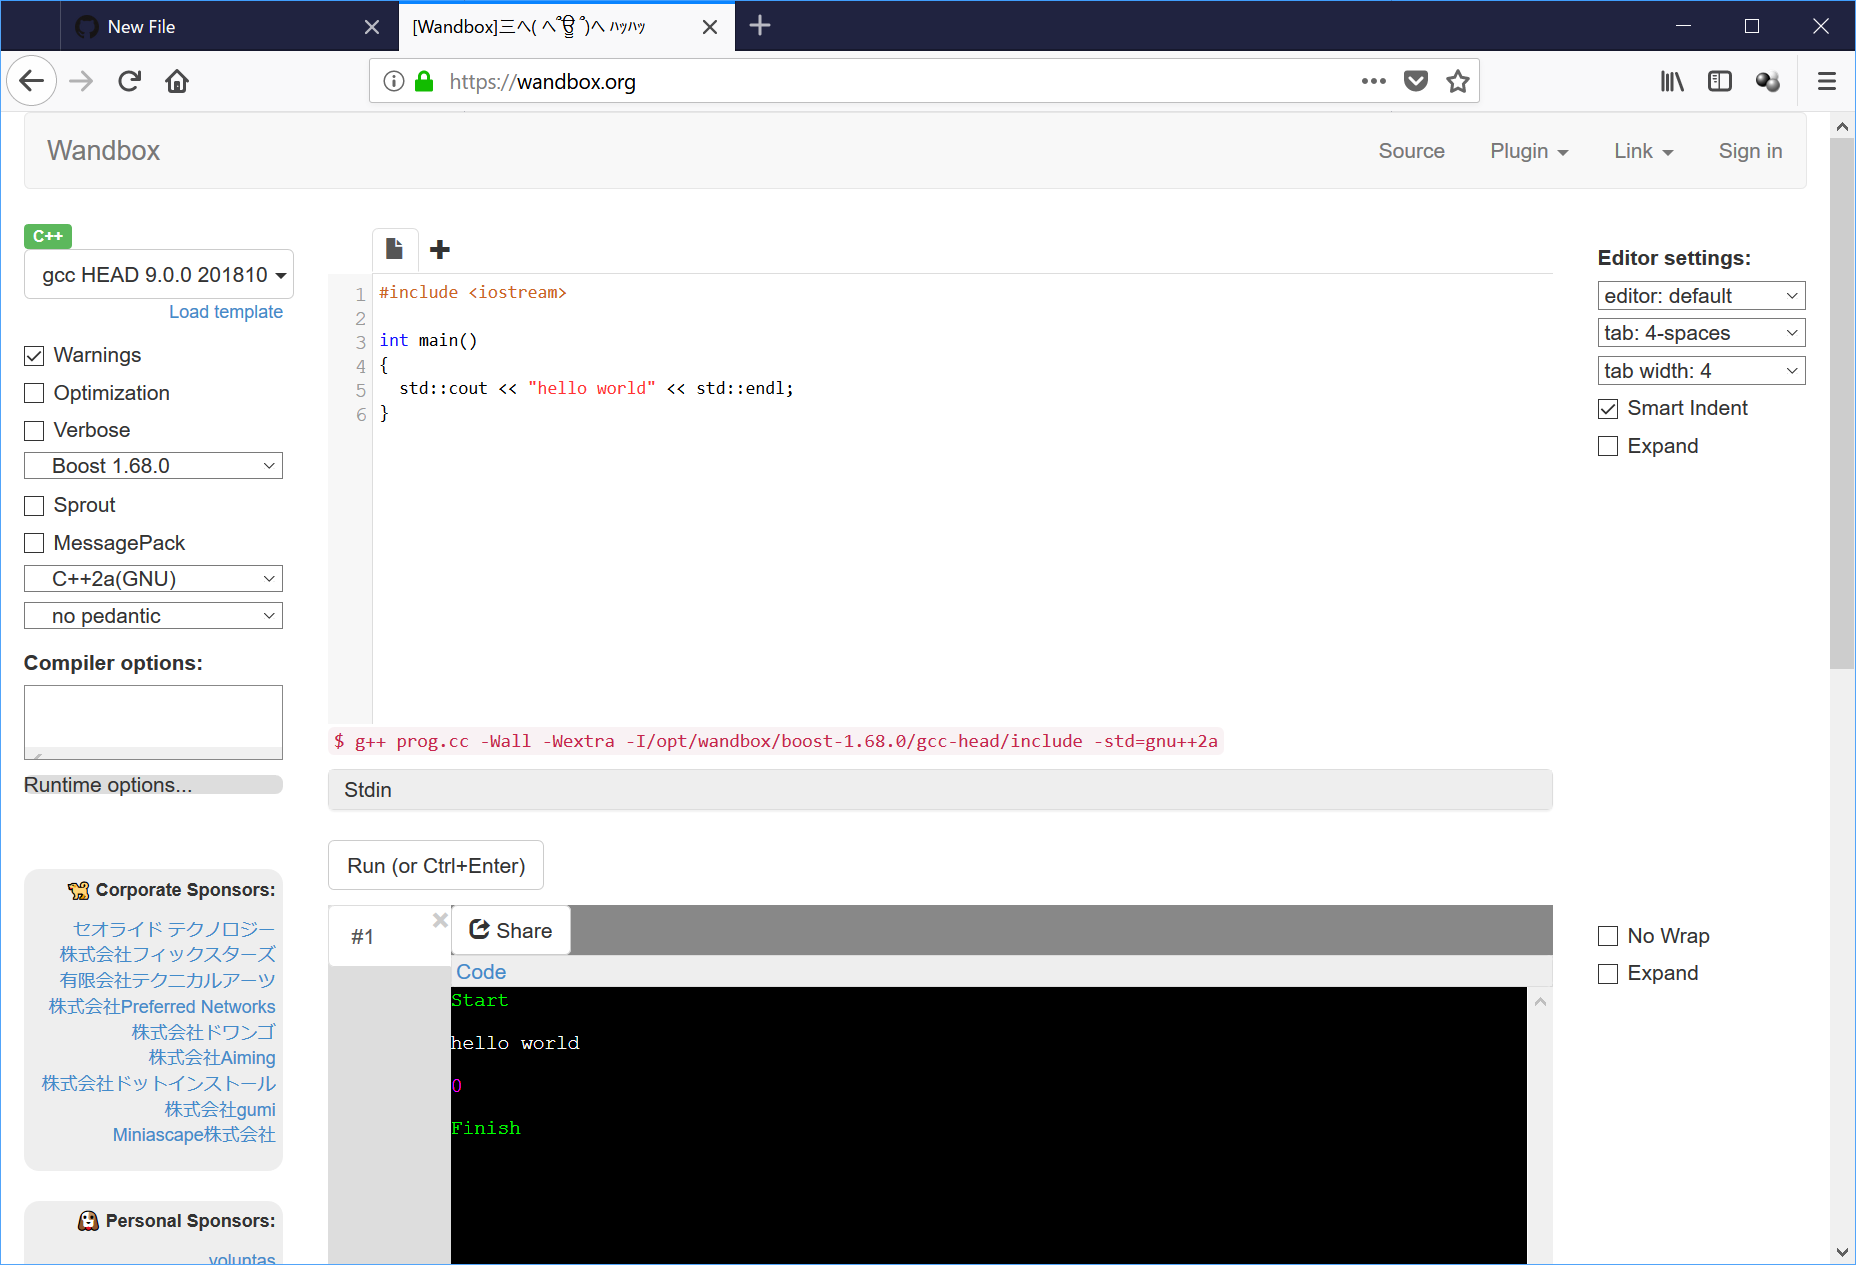 New File
[Wandbox]三へ( へ ਊ )へ ﾊｯﾊｯ
https://wandbox.org
Wandbox
Source
Plugin
Link
Sign in
C++
gcc HEAD 9.0.0 201810
Load template
Warnings
Optimization
Verbose
Boost 1.68.0
Sprout
MessagePack
C++2a(GNU)
no pedantic
Compiler options:
Runtime options...
Corporate Sponsors:
セオライド テクノロジー
株式会社フィックスターズ
有限会社テクニカルアーツ
株式会社Preferred Networks
株式会社ドワンゴ
株式会社Aiming
株式会社ドットインストール
株式会社gumi
Miniascape株式会社
Personal Sponsors:
voluntas
1 #include <iostream>
2
3 int main()
4 {
5 std::cout << "hello world" << std::endl;
6 }
$ g++ prog.cc -Wall -Wextra -I/opt/wandbox/boost-1.68.0/gcc-head/include -std=gnu++2a
Stdin
Run (or Ctrl+Enter)
#1
Share
Code
Start
hello world
0
Finish
Editor settings:
editor: default
tab: 4-spaces
tab width: 4
Smart Indent
Expand
No Wrap
Expand